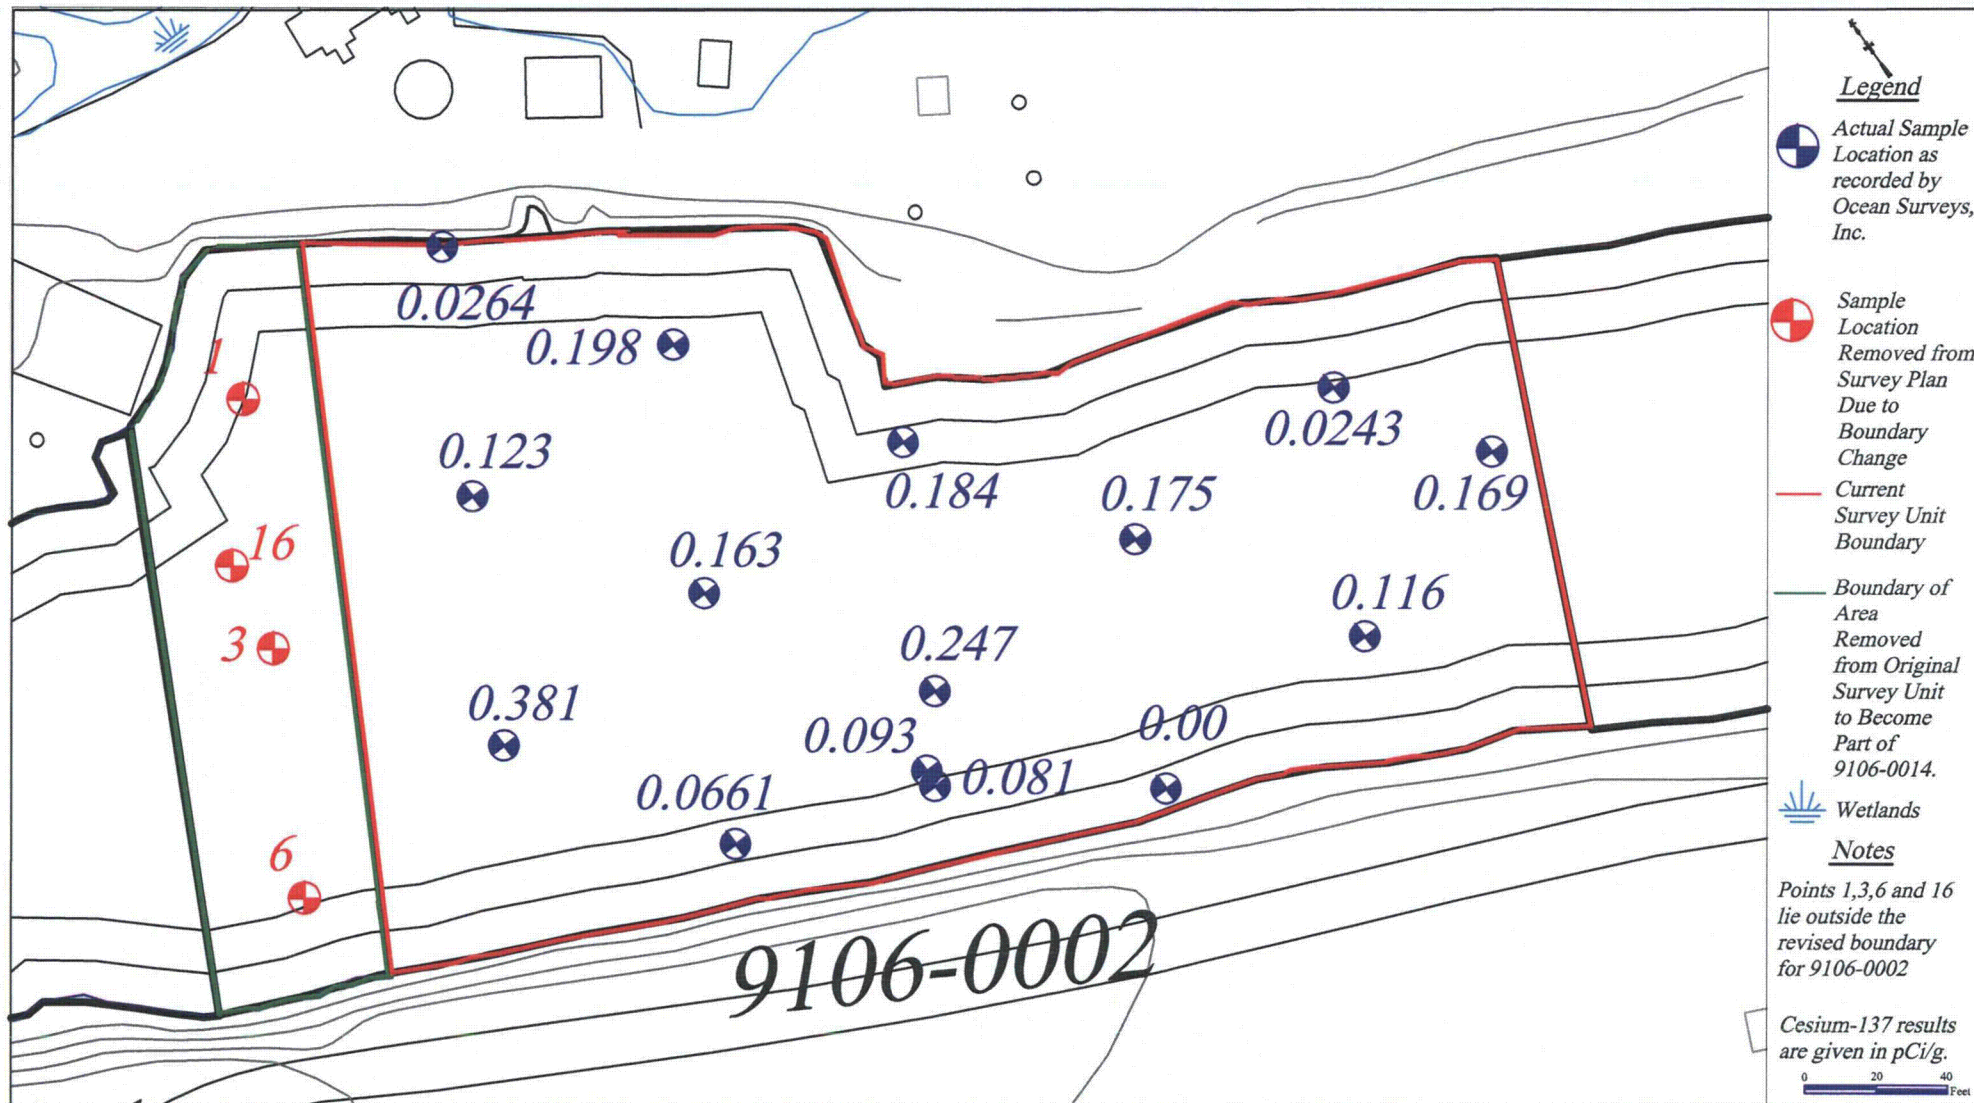 0.0264
0.198
1
0.123
0.0243
0.184
0.175
0.169
16
0.163
3
0.116
0.247
0.381
0.093
0.00
0.081
0.0661
6
9106-0002
Legend
Actual Sample
Location as
recorded by
Ocean Surveys,
Inc.
Sample
Location
Removed from
Survey Plan
Due to
Boundary
Change
Current
Survey Unit
Boundary
Boundary of
Area
Removed
from Original
Survey Unit
to Become
Part of
9106-0014.
Wetlands
Notes
Points 1,3,6 and 16
lie outside the
revised boundary
for 9106-0002
Cesium-137 results
are given in pCi/g.
0 20 40
Feet